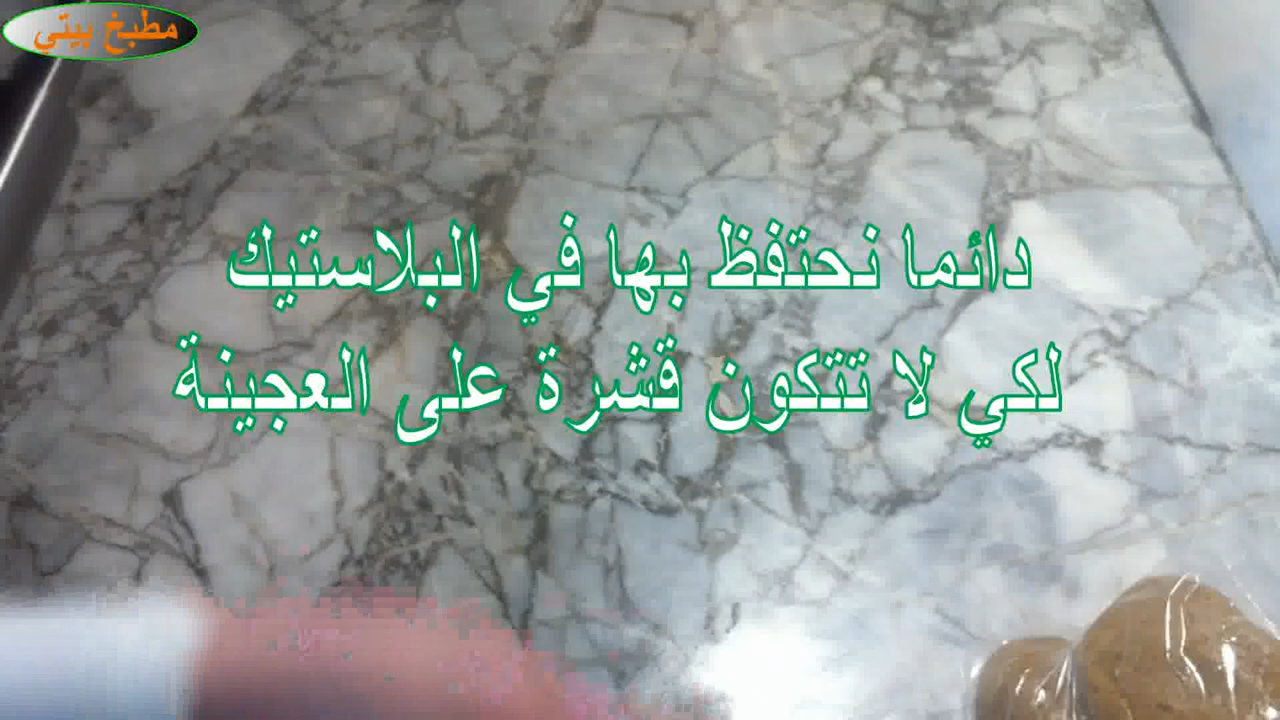 مطبخ بيتي
دائما نحتفظ بها في البلاستيك
لكي لا تتكون قشرة على العجينة